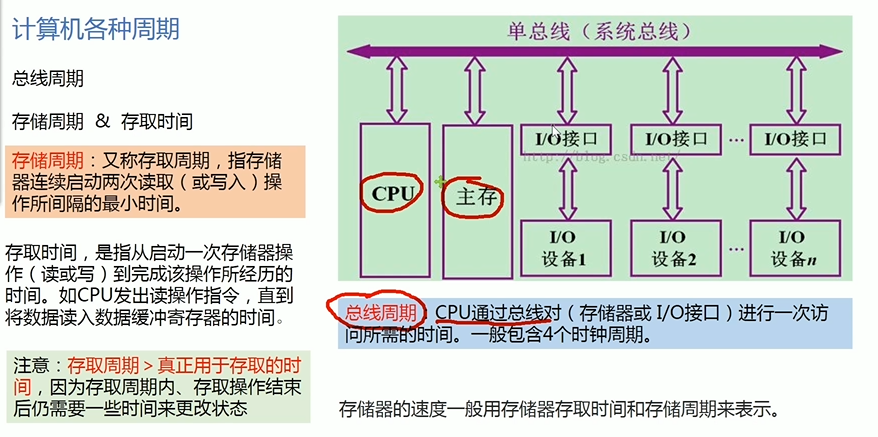 计算机各种周期
总线周期
存储周期 & 存取时间
存储周期：又称存取周期，指存储
器连续启动两次读取（或写入）操
作所间隔的最小时间。
存取时间，是指从启动一次存储器操
作（读或写）到完成该操作所经历的
时间。如CPU发出读操作指令，直到
将数据读入数据缓冲寄存器的时间。
注意：存取周期＞真正用于存取的时
间，因为存取周期内、存取操作结束
后仍需要一些时间来更改状态
单总线（系统总线）
CPU
主存
I/O接口
I/O接口
···
I/O接口
http://blog.csdn.net/
I/O
设备1
I/O
设备2
···
I/O
设备n
总线周期：CPU通过总线对（存储器或 I/O接口）进行一次访
问所需的时间。一般包含4个时钟周期。
存储器的速度一般用存储器存取时间和存储周期来表示。